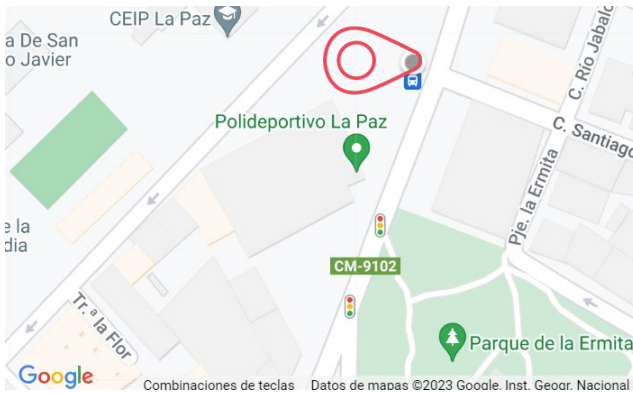 CEIP La Paz
a De San
o Javier
C. Río Jabalo
C. Santiago
Polideportivo La Paz
Pje. la Ermita
e la
dia
CM-9102
Tr.ª la Flor
Parque de la Ermita
Google
Combinaciones de teclas
Datos de mapas ©2023 Google, Inst. Geogr. Nacional